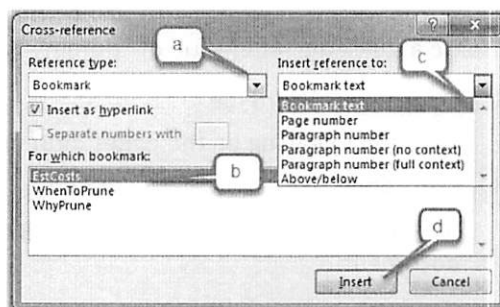 Cross-reference
? X
a
c
Reference type:
Insert reference to:
Bookmark
Bookmark text
Insert as hyperlink
Separate numbers with
Bookmark text
Page number
Paragraph number
Paragraph number (no context)
Paragraph number (full context)
Above/below
For which bookmark:
EstCosts
WhenToPrune
WhyPrune
b
d
Insert
Cancel